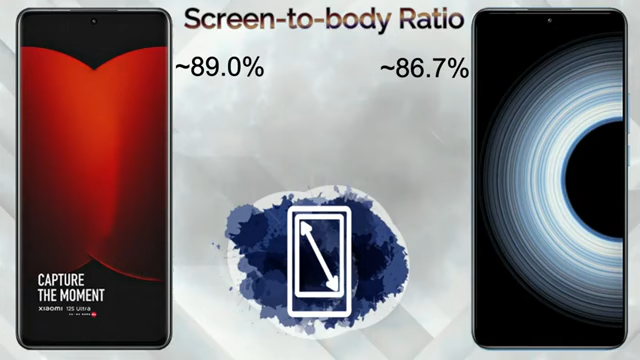 Screen-to-body Ratio
~89.0%
~86.7%
CAPTURE
THE MOMENT
xiaomi 12S Ultra